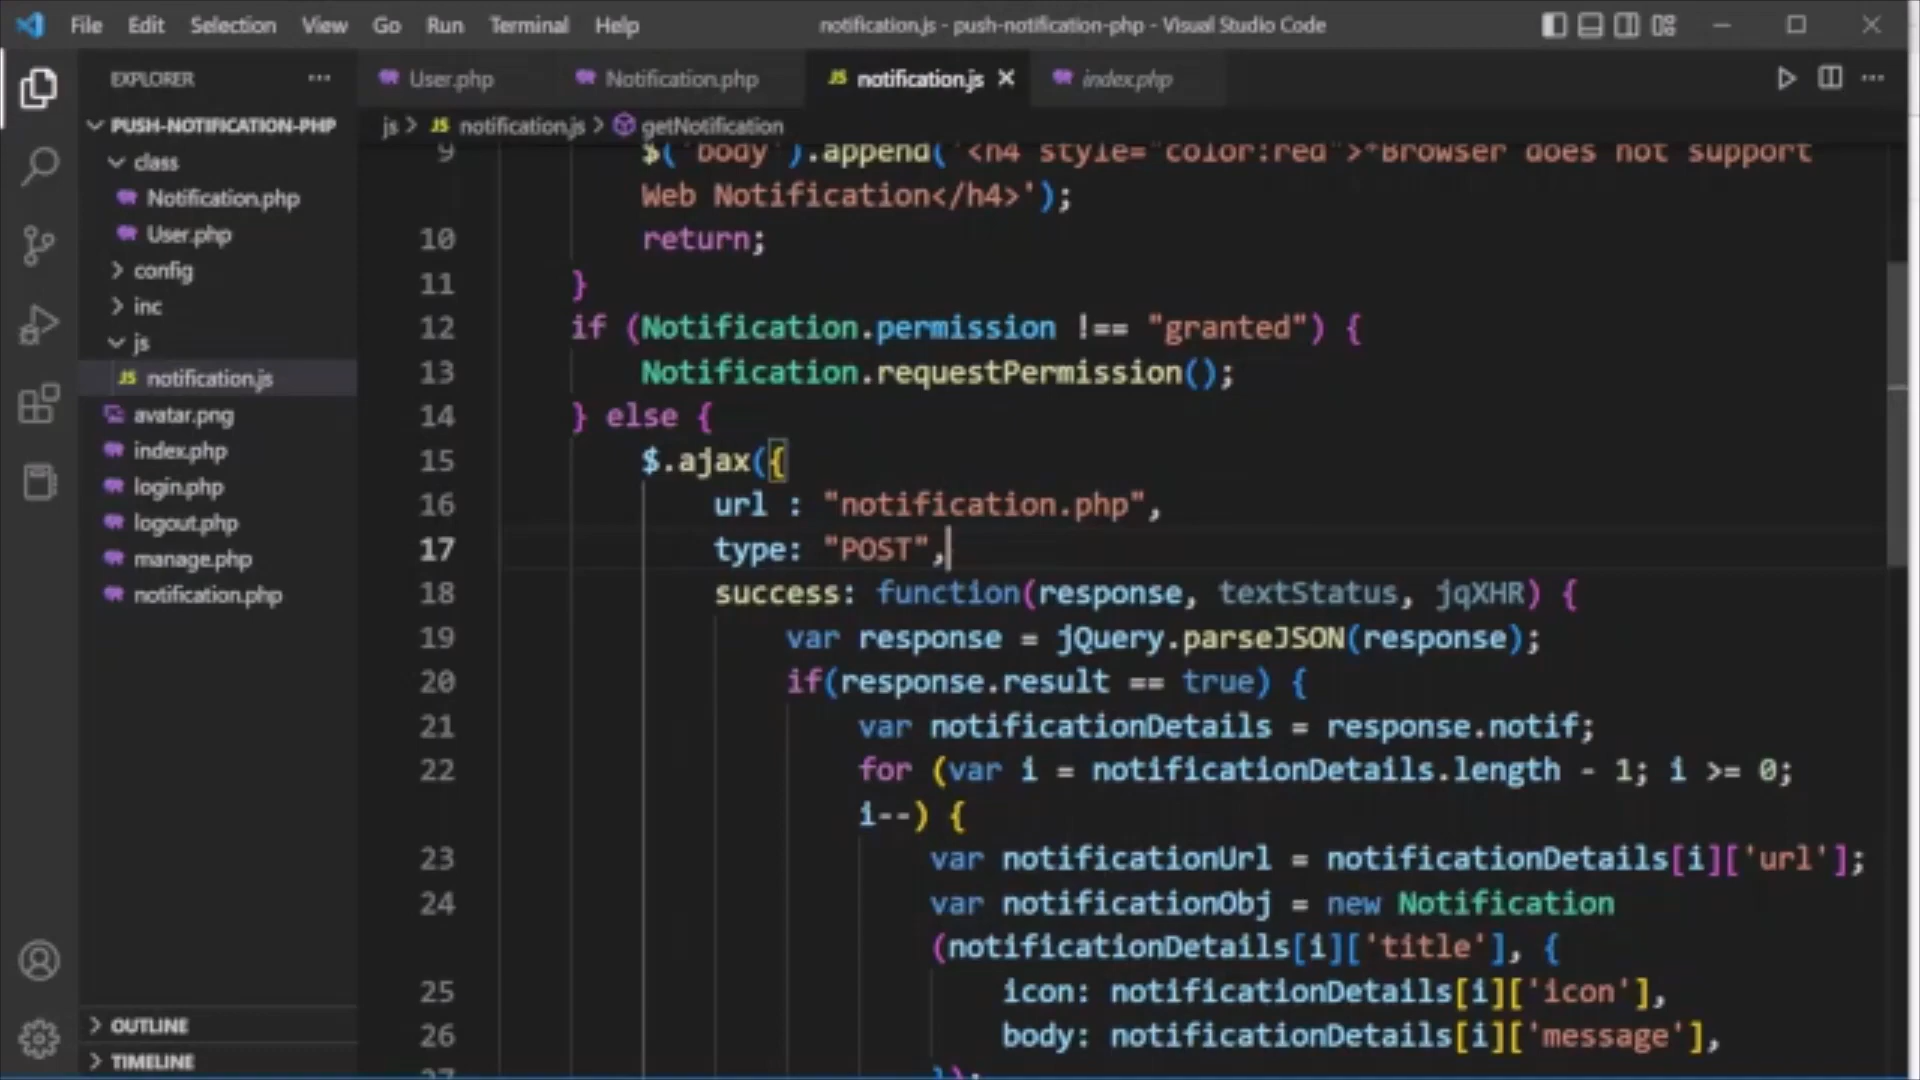 File Edit Selection View Go Run Terminal Help
notification.js - push-notification-php - Visual Studio Code
EXPLORER
PUSH-NOTIFICATION-PHP
class
Notification.php
User.php
config
inc
js
JS notification.js
avatar.png
index.php
login.php
logout.php
manage.php
notification.php
OUTLINE
TIMELINE
User.php Notification.php JS notification.js index.php
js > JS notification.js > getNotification
9 $('body').append('<h4 style="color:red">*Browser does not support
Web Notification</h4>');
10 return;
11 }
12 if (Notification.permission !== "granted") {
13 Notification.requestPermission();
14 } else {
15 $.ajax({
16 url : "notification.php",
17 type: "POST",
18 success: function(response, textStatus, jqXHR) {
19 var response = jQuery.parseJSON(response);
20 if(response.result == true) {
21 var notificationDetails = response.notif;
22 for (var i = notificationDetails.length - 1; i >= 0;
i--) {
23 var notificationUrl = notificationDetails[i]['url'];
24 var notificationObj = new Notification
(notificationDetails[i]['title'], {
25 icon: notificationDetails[i]['icon'],
26 body: notificationDetails[i]['message'],
27 });